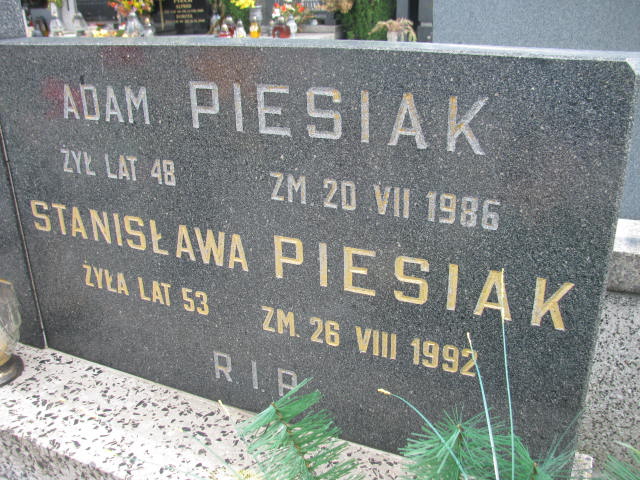 ADAM PIESIAK
ŻYŁ LAT 48
ZM. 20 VII 1986
STANISŁAWA PIESIAK
ŻYŁA LAT 53
ZM. 26 VIII 1992
R.I.P.